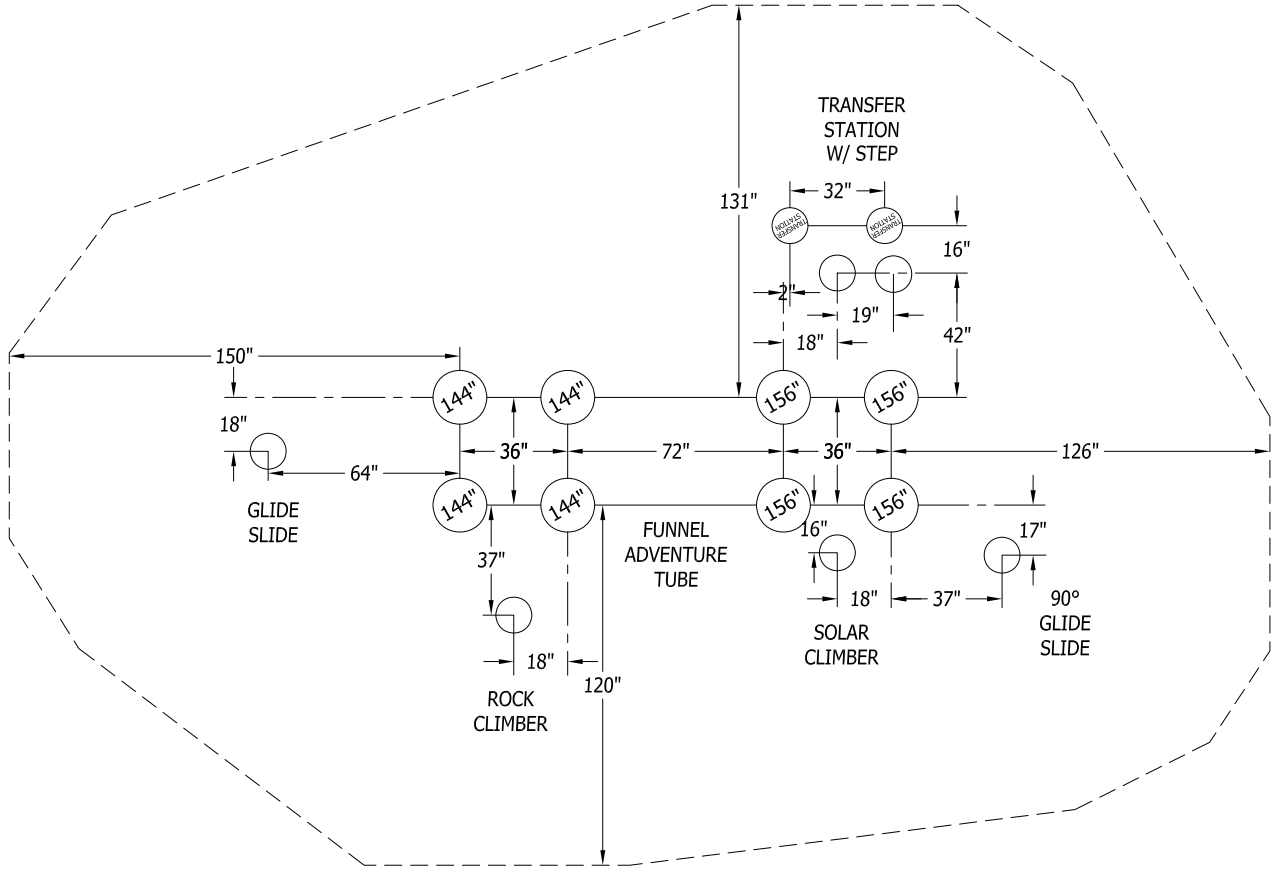 TRANSFER
STATION
W/ STEP
32"
131"
TRANSFER
STATION
TRANSFER
STATION
16"
2"
19"
18"
42"
150"
144"
144"
156"
156"
18"
36"
72"
36"
126"
64"
144"
144"
156"
156"
GLIDE
SLIDE
FUNNEL
ADVENTURE
TUBE
16"
17"
37"
18"
37"
90°
GLIDE
SLIDE
SOLAR
CLIMBER
18"
120"
ROCK
CLIMBER